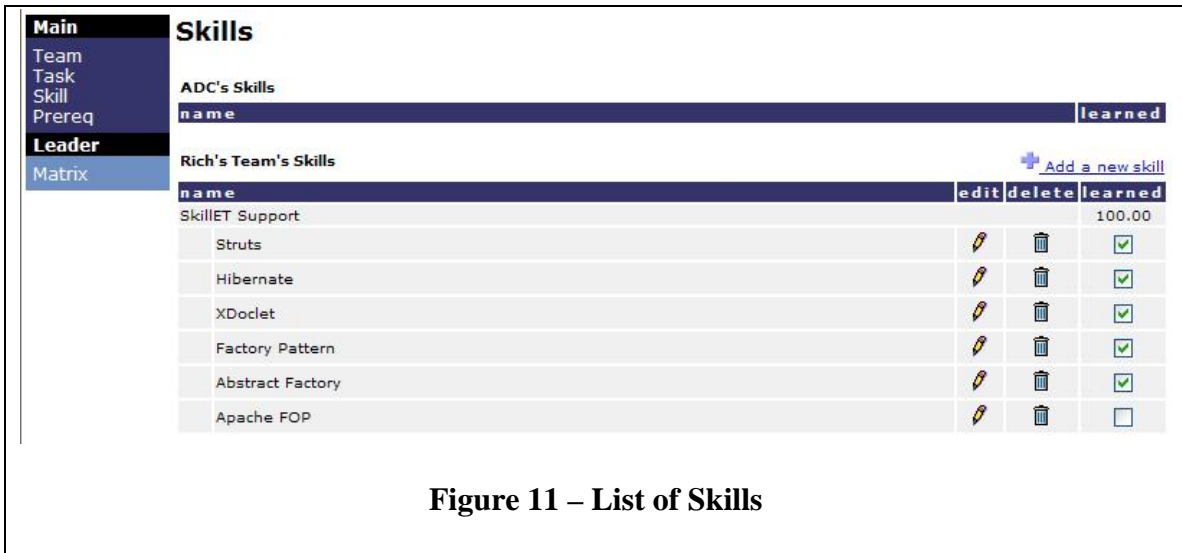 Main
Team
Task
Skill
Prereq
Leader
Matrix
Skills
ADC's Skills
name learned
Rich's Team's Skills Add a new skill
name edit delete learned
SkillET Support 100.00
Struts
Hibernate
XDoclet
Factory Pattern
Abstract Factory
Apache FOP
Figure 11 – List of Skills